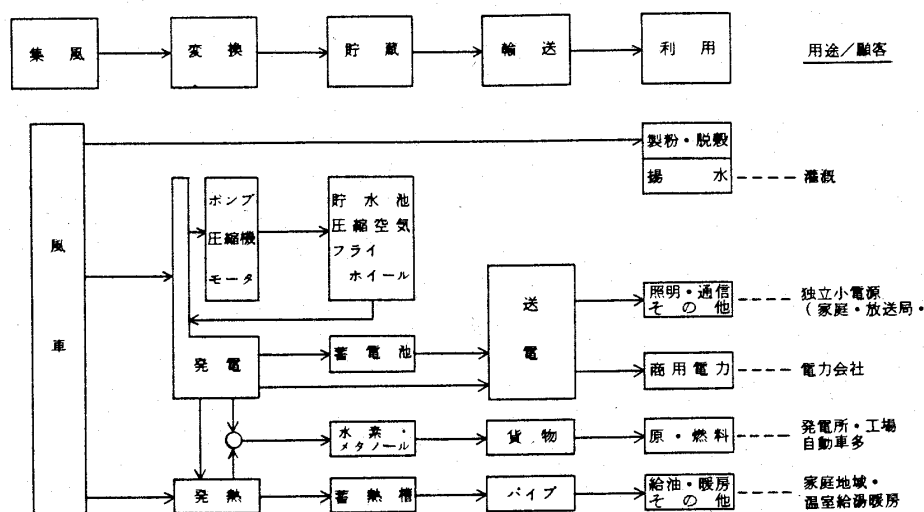 集風
変換
貯蔵
輸送
利用
用途／顧客
風車
製粉・脱穀
揚水
灌漑
ポンプ
圧縮機
モータ
貯水池
圧縮空気
フライ
ホイール
送電
照明・通信
その他
独立小電源
（家庭・放送局・
発電
蓄電池
商用電力
電力会社
水素・
メタノール
貨物
原・燃料
発電所・工場
自動車多
発熱
蓄熱槽
パイプ
給油・暖房
その他
家庭地域・
温室給湯暖房